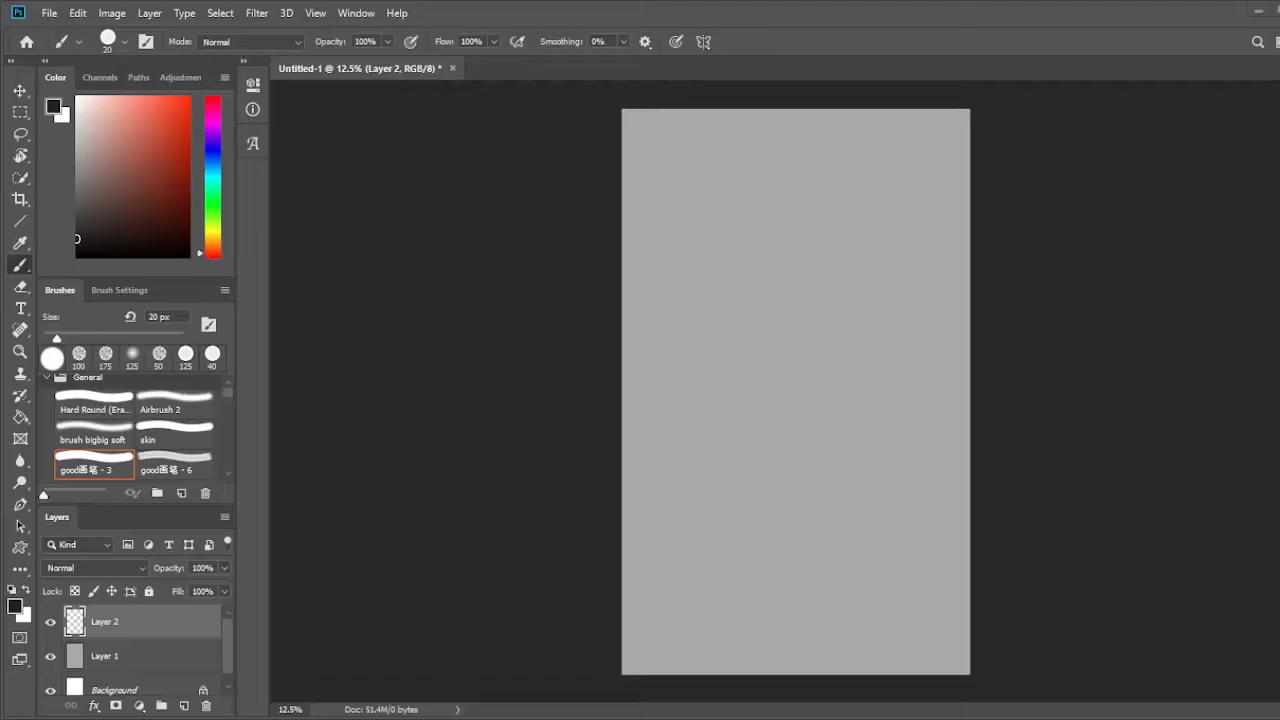 Ps File Edit Image Layer Type Select Filter 3D View Window Help
20 Mode: Normal Opacity: 100% Flow: 100% Smoothing: 0%
Untitled-1 @ 12.5% (Layer 2, RGB/8) *
Color Channels Paths Adjustmen
Brushes Brush Settings
Size: 20 px
100 175 125 50 125 40
General
Hard Round (Era... Airbrush 2
brush bigbig soft skin
good画笔 - 3 good画笔 - 6
Layers
Kind
Normal Opacity: 100%
Lock: Fill: 100%
Layer 2
Layer 1
Background
12.5% Doc: 51.4M/0 bytes